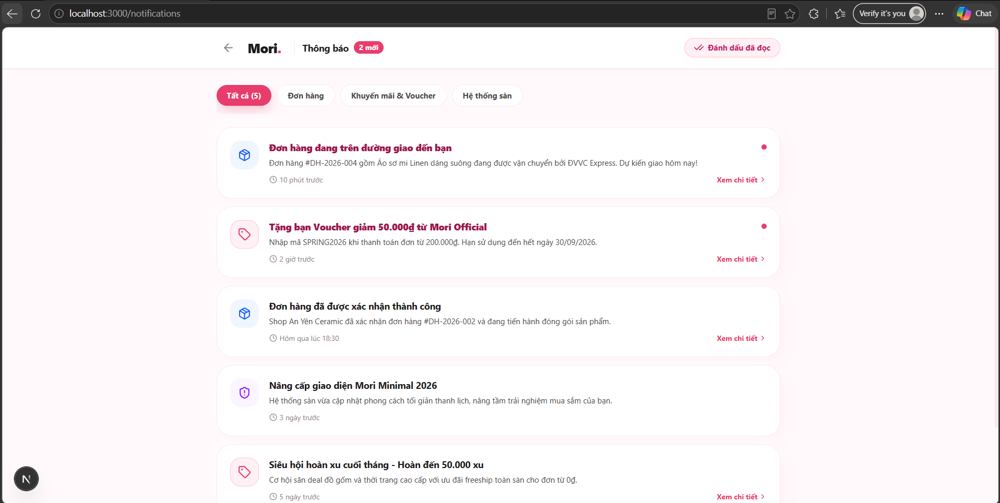 localhost:3000/notifications
Verify it's you
Chat
Mori.
Thông báo
2 mới
Đánh dấu đã đọc
Tất cả (5)
Đơn hàng
Khuyến mãi & Voucher
Hệ thống sàn
Đơn hàng đang trên đường giao đến bạn
Đơn hàng #DH-2026-004 gồm Áo sơ mi Linen dáng suông đang được vận chuyển bởi ĐVVC Express. Dự kiến giao hôm nay!
10 phút trước
Xem chi tiết
Tặng bạn Voucher giảm 50.000₫ từ Mori Official
Nhập mã SPRING2026 khi thanh toán đơn từ 200.000₫. Hạn sử dụng đến hết ngày 30/09/2026.
2 giờ trước
Xem chi tiết
Đơn hàng đã được xác nhận thành công
Shop An Yên Ceramic đã xác nhận đơn hàng #DH-2026-002 và đang tiến hành đóng gói sản phẩm.
Hôm qua lúc 18:30
Xem chi tiết
Nâng cấp giao diện Mori Minimal 2026
Hệ thống sàn vừa cập nhật phong cách tối giản thanh lịch, nâng tầm trải nghiệm mua sắm của bạn.
3 ngày trước
Siêu hội hoàn xu cuối tháng - Hoàn đến 50.000 xu
Cơ hội săn deal đồ gốm và thời trang cao cấp với ưu đãi freeship toàn sàn cho đơn từ 0₫.
5 ngày trước
Xem chi tiết
N